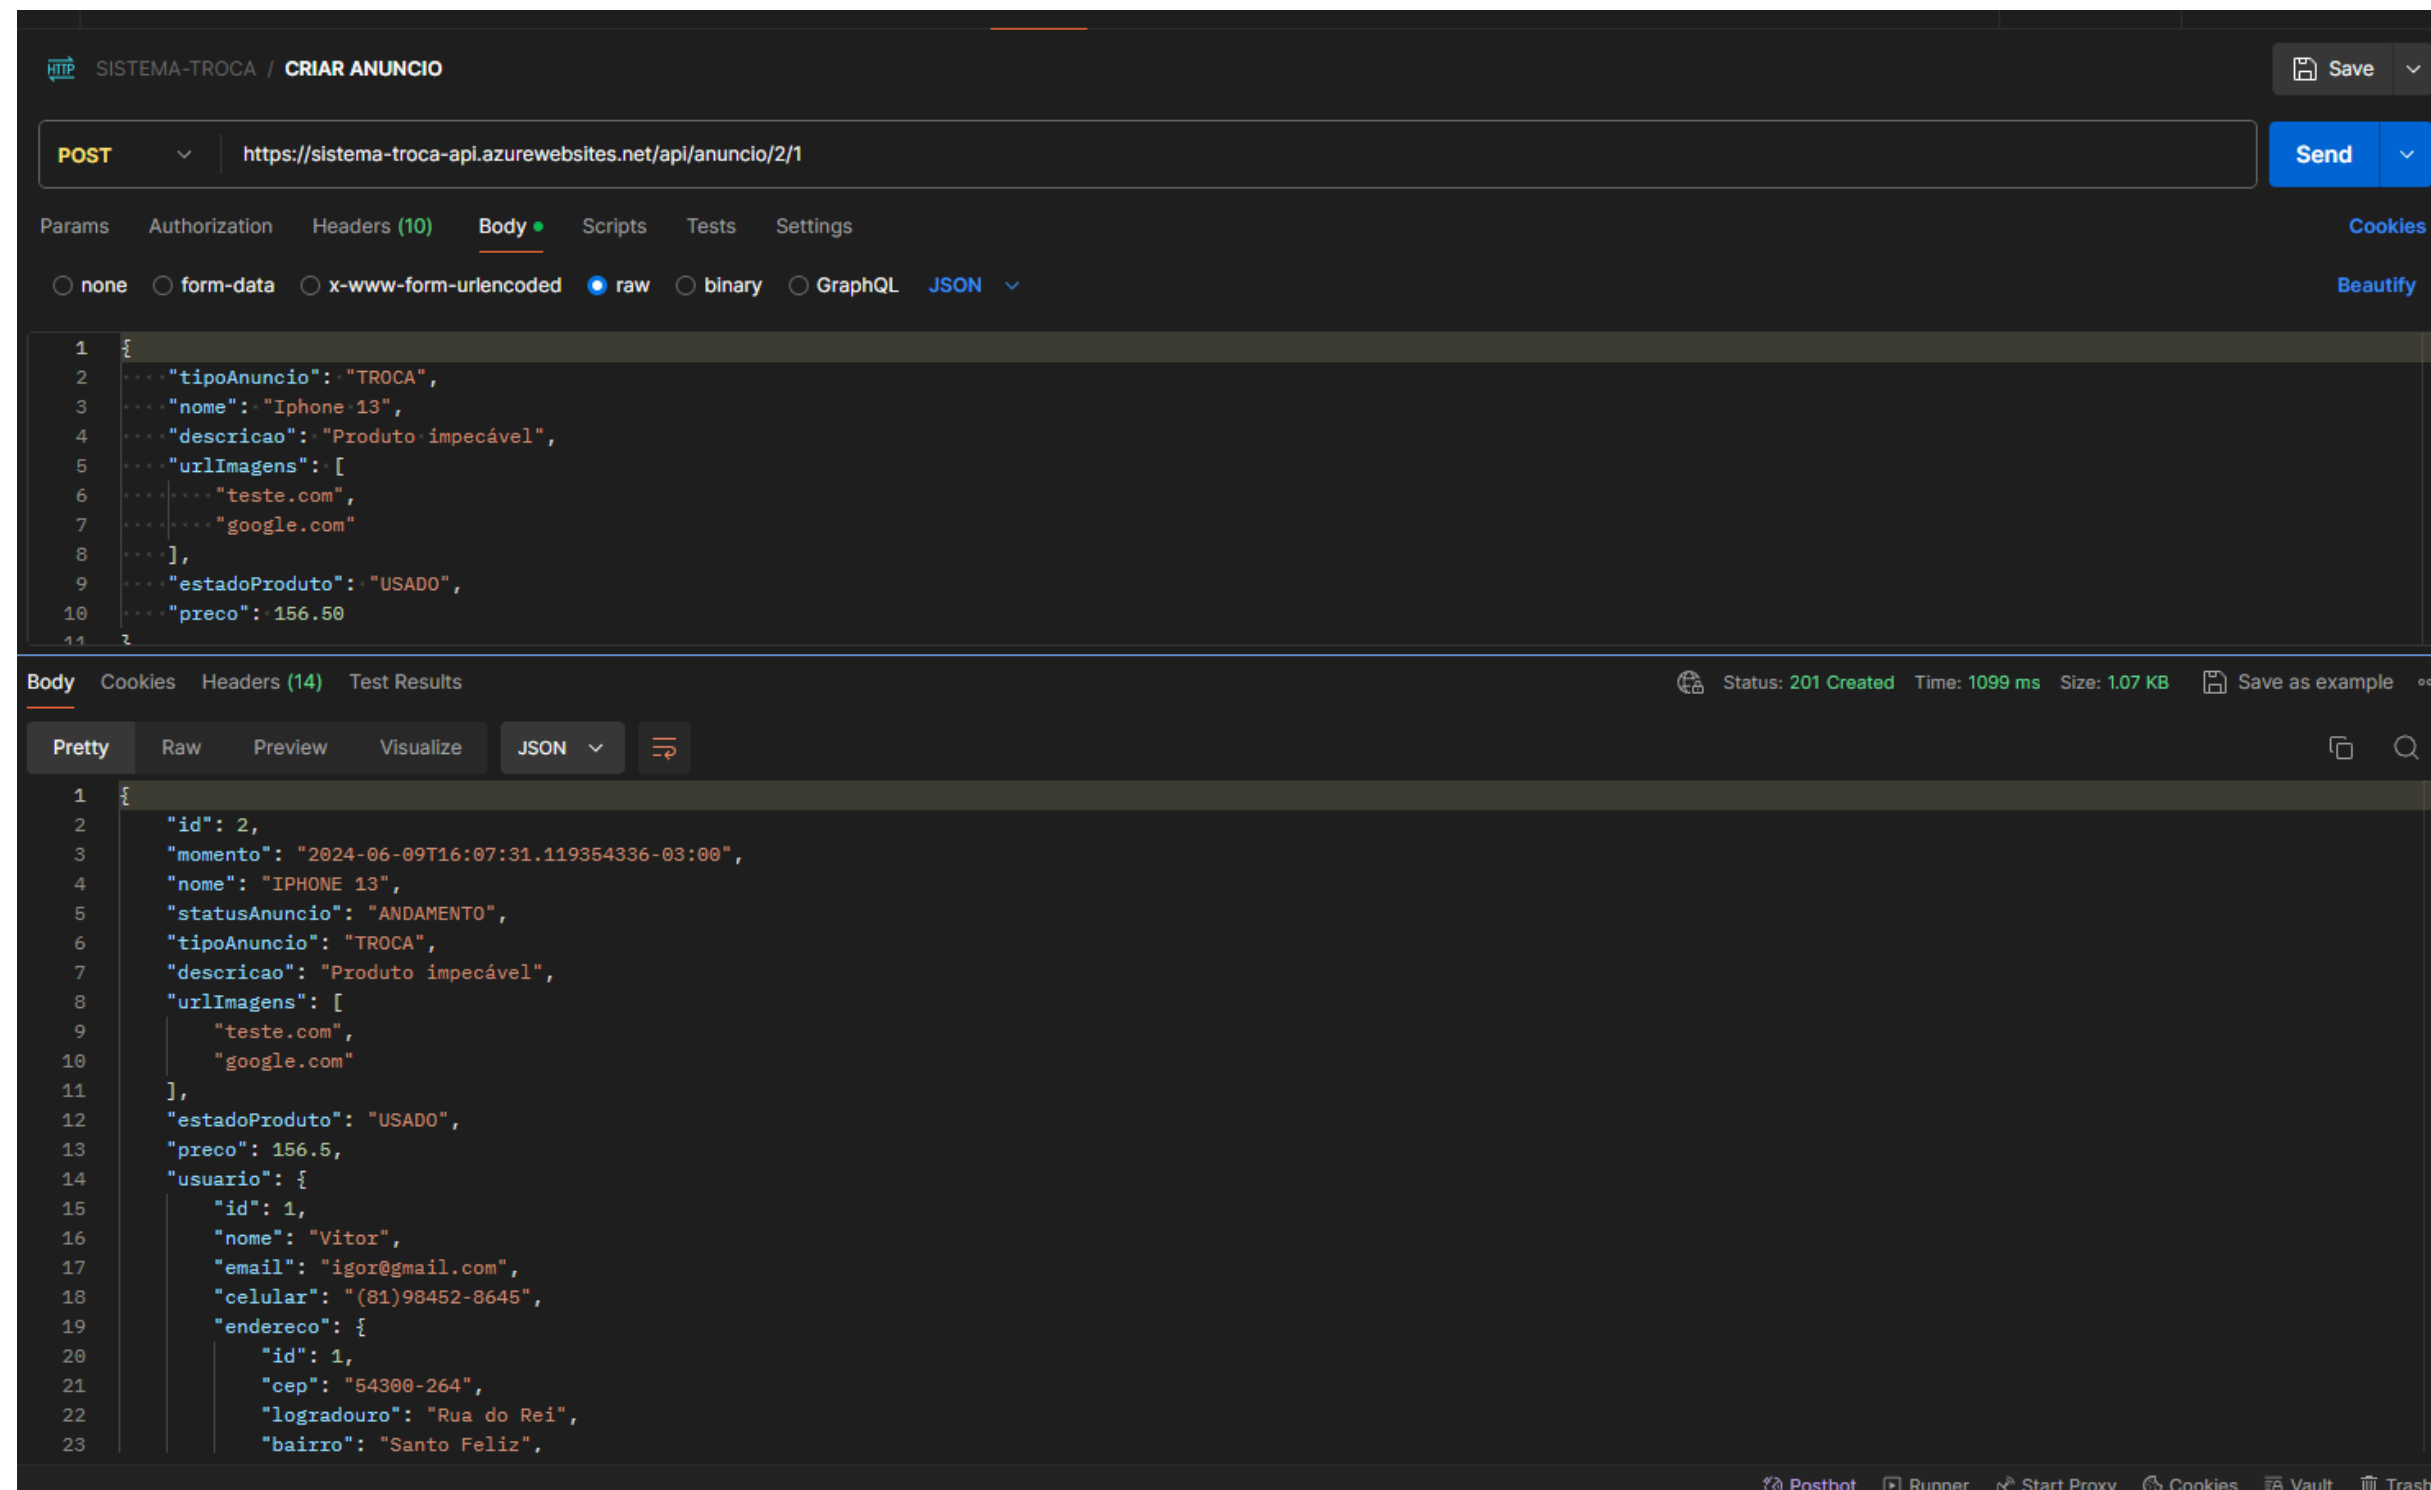 HTTP SISTEMA-TROCA / CRIAR ANUNCIO
Save
POST https://sistema-troca-api.azurewebsites.net/api/anuncio/2/1 Send
Params Authorization Headers (10) Body Scripts Tests Settings Cookies
none form-data x-www-form-urlencoded raw binary GraphQL JSON Beautify
1 {
2 "tipoAnuncio": "TROCA",
3 "nome": "Iphone 13",
4 "descricao": "Produto impecável",
5 "urlImagens": [
6 "teste.com",
7 "google.com"
8 ],
9 "estadoProduto": "USADO",
10 "preco": 156.50
11 }
Body Cookies Headers (14) Test Results Status: 201 Created Time: 1099 ms Size: 1.07 KB Save as example
Pretty Raw Preview Visualize JSON
1 {
2 "id": 2,
3 "momento": "2024-06-09T16:07:31.119354336-03:00",
4 "nome": "IPHONE 13",
5 "statusAnuncio": "ANDAMENTO",
6 "tipoAnuncio": "TROCA",
7 "descricao": "Produto impecável",
8 "urlImagens": [
9 "teste.com",
10 "google.com"
11 ],
12 "estadoProduto": "USADO",
13 "preco": 156.5,
14 "usuario": {
15 "id": 1,
16 "nome": "Vitor",
17 "email": "igor@gmail.com",
18 "celular": "(81)98452-8645",
19 "endereco": {
20 "id": 1,
21 "cep": "54300-264",
22 "logradouro": "Rua do Rei",
23 "bairro": "Santo Feliz",
Postbot Runner Start Proxy Cookies Vault Trash